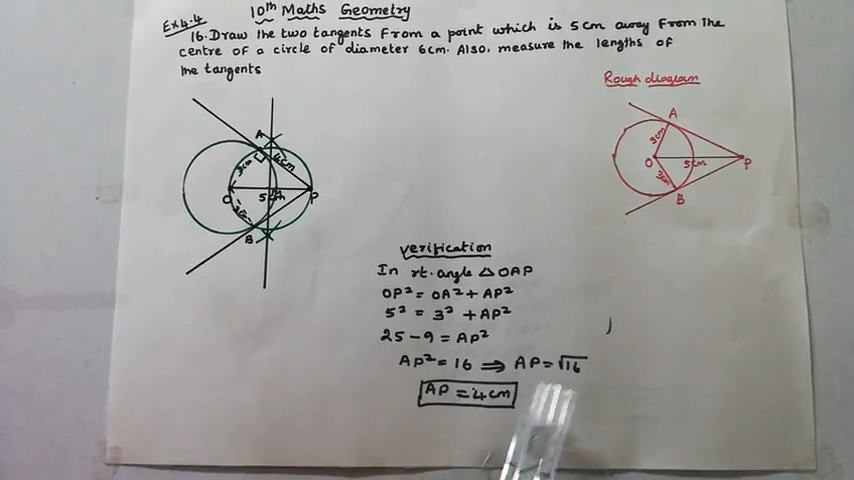 10th Maths Geometry
Ex 4.4
16. Draw the two tangents from a point which is 5cm away from the
centre of a circle of diameter 6cm. Also, measure the lengths of
the tangents
Rough diagram
A
3cm
O
5cm
P
3cm
B
A
4cm
3cm
O
5cm
P
B
verification
In rt. angle △OAP
OP² = OA² + AP²
5² = 3² + AP²
25 - 9 = AP²
AP² = 16 ⟹ AP = √16
AP = 4cm